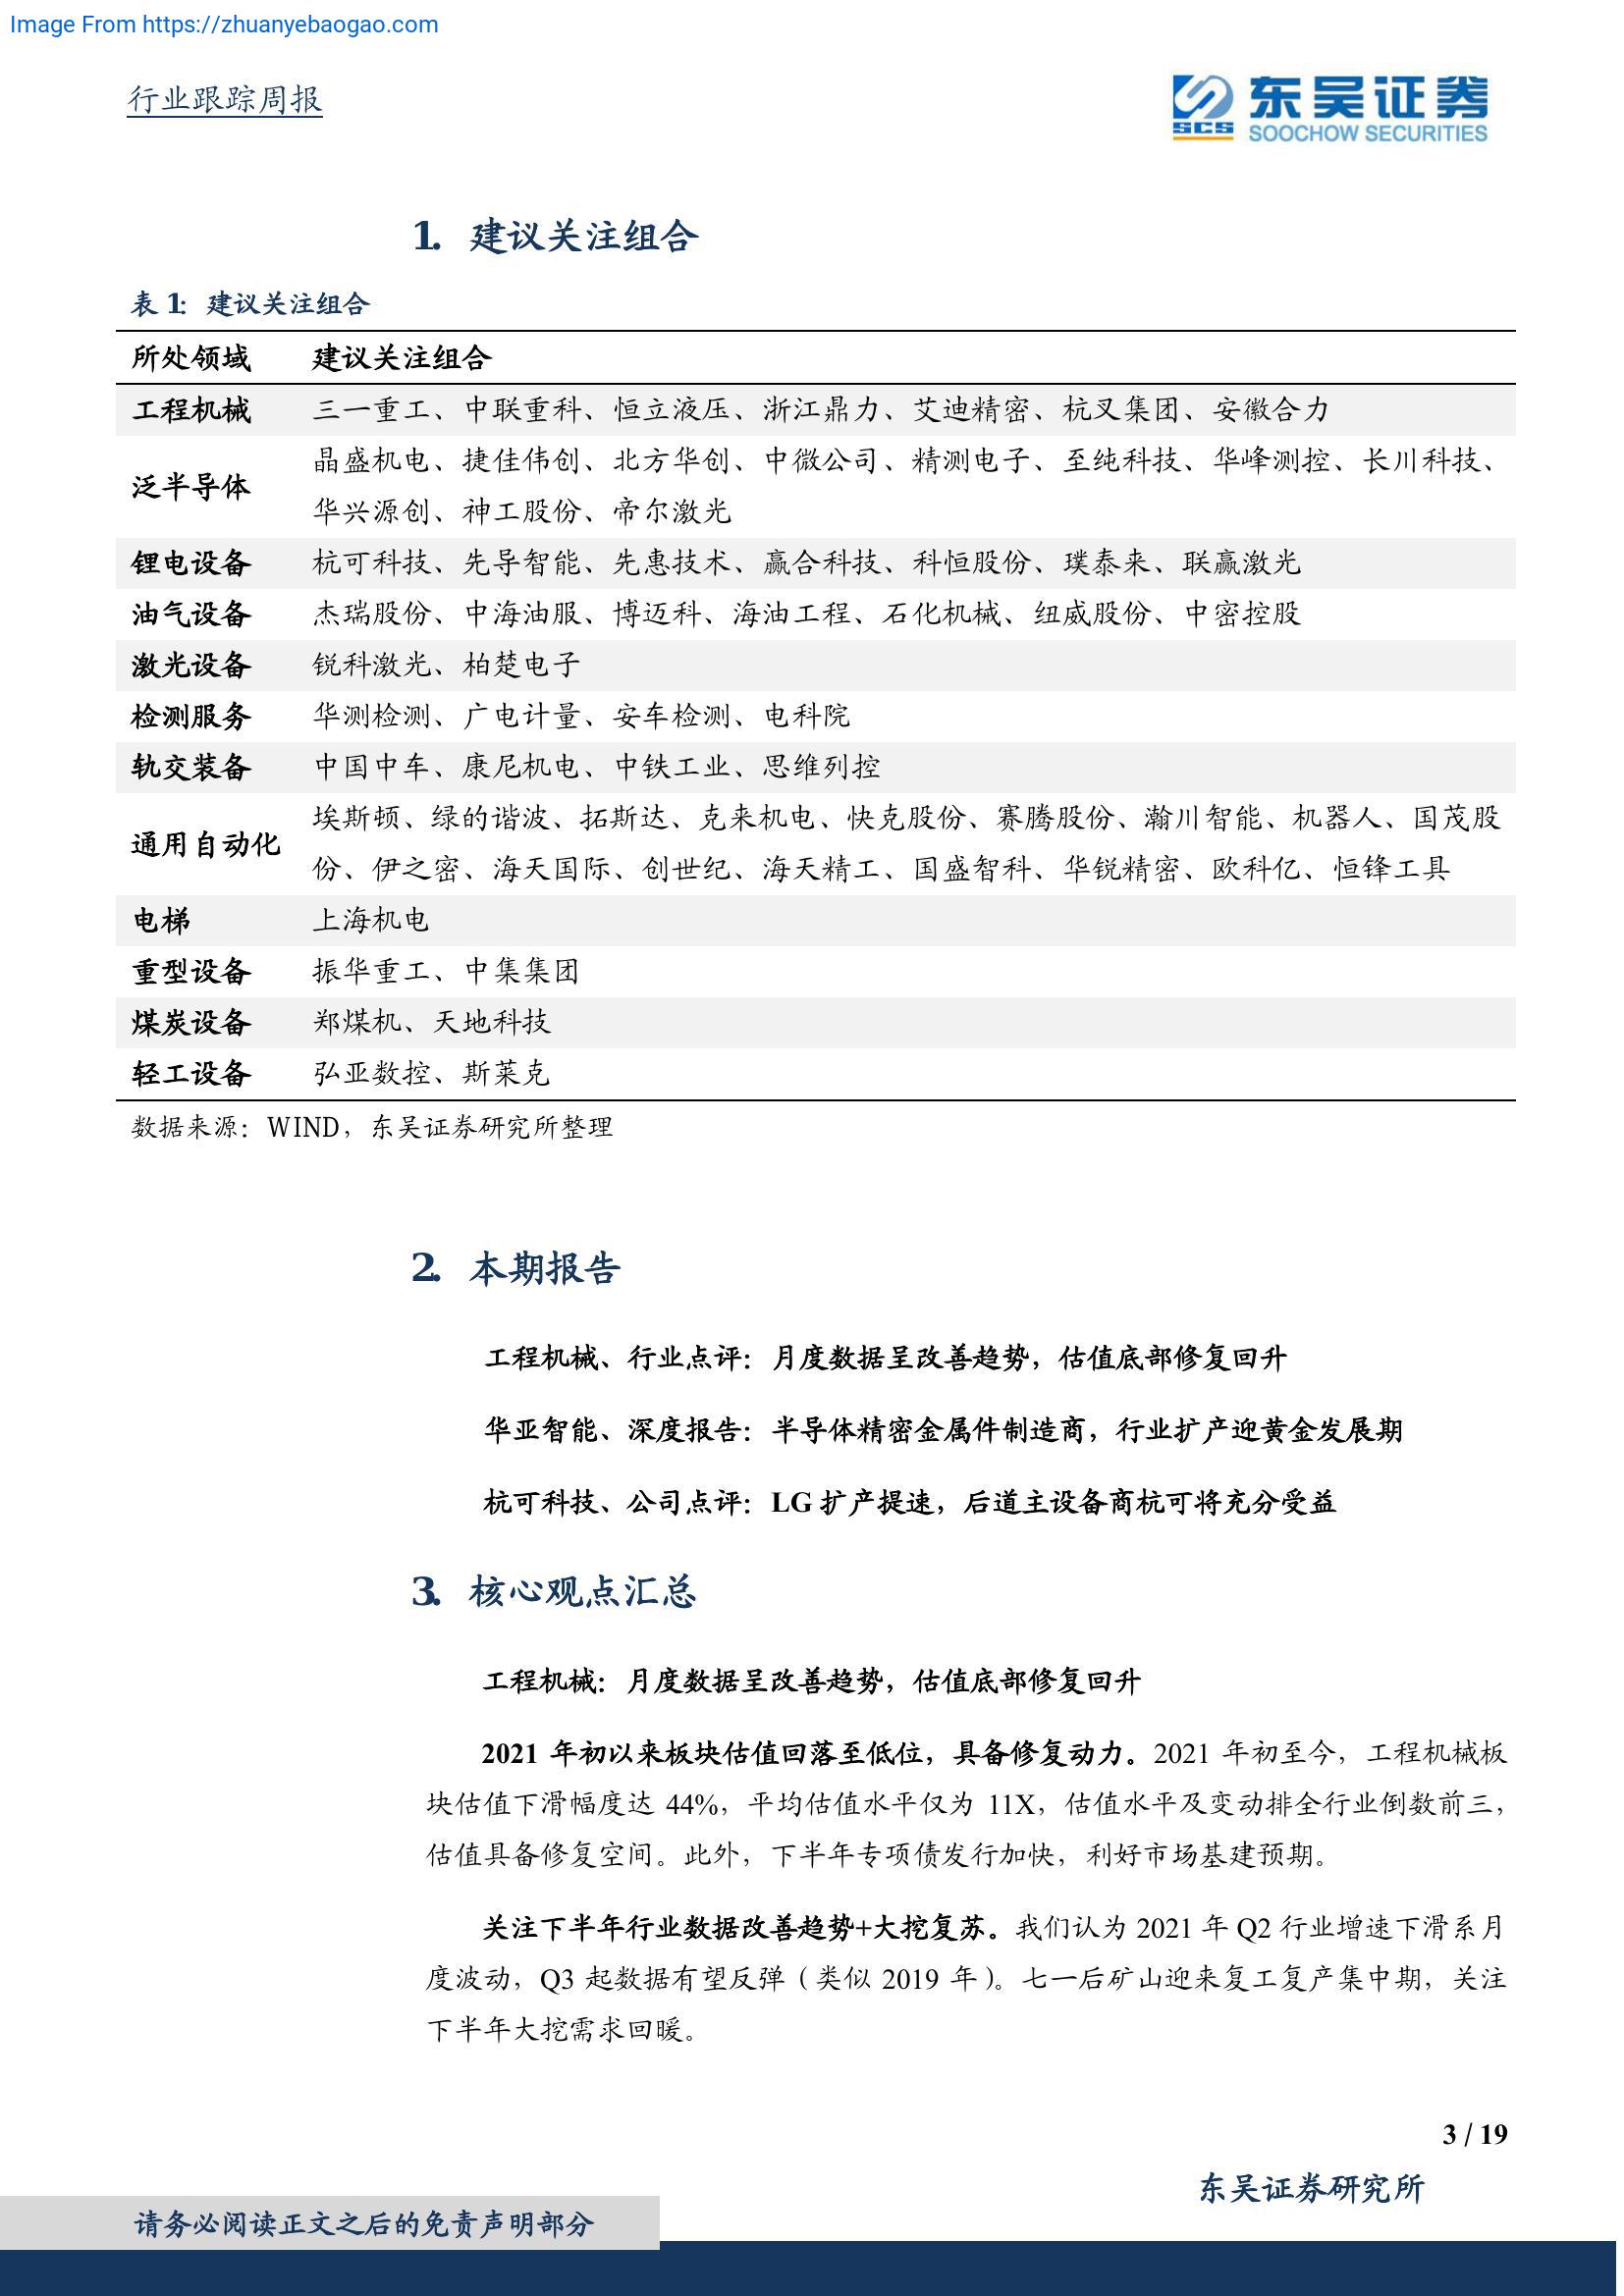 Image From https://zhuanyebaogao.com
行业跟踪周报
SCS 东吴证券
SOOCHOW SECURITIES
1. 建议关注组合
表 1: 建议关注组合
所处领域 建议关注组合
工程机械 三一重工、中联重科、恒立液压、浙江鼎力、艾迪精密、杭叉集团、安徽合力
泛半导体 晶盛机电、捷佳伟创、北方华创、中微公司、精测电子、至纯科技、华峰测控、长川科技、
华兴源创、神工股份、帝尔激光
锂电设备 杭可科技、先导智能、先惠技术、赢合科技、科恒股份、璞泰来、联赢激光
油气设备 杰瑞股份、中海油服、博迈科、海油工程、石化机械、纽威股份、中密控股
激光设备 锐科激光、柏楚电子
检测服务 华测检测、广电计量、安车检测、电科院
轨交装备 中国中车、康尼机电、中铁工业、思维列控
通用自动化 埃斯顿、绿的谐波、拓斯达、克来机电、快克股份、赛腾股份、瀚川智能、机器人、国茂股
份、伊之密、海天国际、创世纪、海天精工、国盛智科、华锐精密、欧科亿、恒锋工具
电梯 上海机电
重型设备 振华重工、中集集团
煤炭设备 郑煤机、天地科技
轻工设备 弘亚数控、斯莱克
数据来源：WIND，东吴证券研究所整理
2. 本期报告
工程机械、行业点评：月度数据呈改善趋势，估值底部修复回升
华亚智能、深度报告：半导体精密金属件制造商，行业扩产迎黄金发展期
杭可科技、公司点评：LG 扩产提速，后道主设备商杭可将充分受益
3. 核心观点汇总
工程机械：月度数据呈改善趋势，估值底部修复回升
2021 年初以来板块估值回落至低位，具备修复动力。2021 年初至今，工程机械板
块估值下滑幅度达 44%，平均估值水平仅为 11X，估值水平及变动排全行业倒数前三，
估值具备修复空间。此外，下半年专项债发行加快，利好市场基建预期。
关注下半年行业数据改善趋势+大挖复苏。我们认为 2021 年 Q2 行业增速下滑系月
度波动，Q3 起数据有望反弹（类似 2019 年）。七一后矿山迎来复工复产集中期，关注
下半年大挖需求回暖。
3 / 19
东吴证券研究所
请务必阅读正文之后的免责声明部分